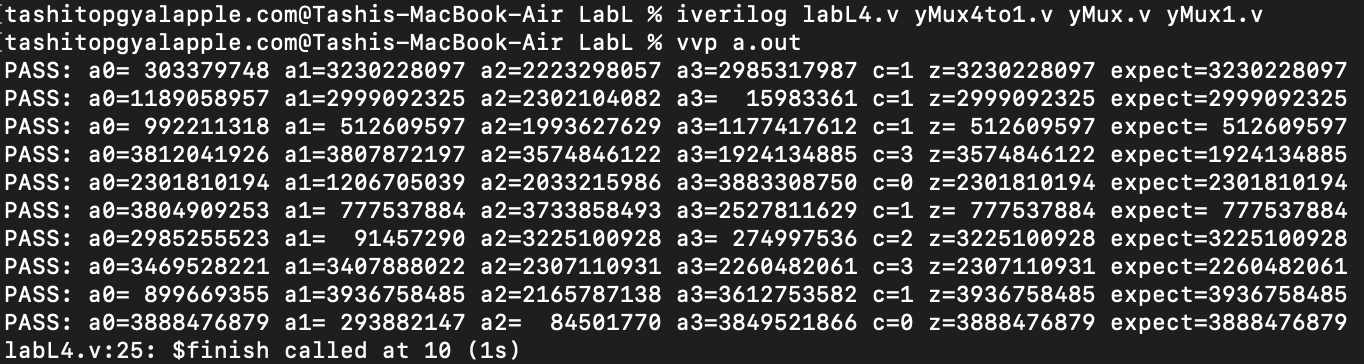 [tashitopgyalapple.com@Tashis-MacBook-Air LabL % iverilog labL4.v yMux4to1.v yMux.v yMux1.v
[tashitopgyalapple.com@Tashis-MacBook-Air LabL % vvp a.out
PASS: a0= 303379748 a1=3230228097 a2=2223298057 a3=2985317987 c=1 z=3230228097 expect=3230228097
PASS: a0=1189058957 a1=2999092325 a2=2302104082 a3=  15983361 c=1 z=2999092325 expect=2999092325
PASS: a0= 992211318 a1= 512609597 a2=1993627629 a3=1177417612 c=1 z= 512609597 expect= 512609597
PASS: a0=3812041926 a1=3807872197 a2=3574846122 a3=1924134885 c=3 z=3574846122 expect=1924134885
PASS: a0=2301810194 a1=1206705039 a2=2033215986 a3=3883308750 c=0 z=2301810194 expect=2301810194
PASS: a0=3804909253 a1= 777537884 a2=3733858493 a3=2527811629 c=1 z= 777537884 expect= 777537884
PASS: a0=2985255523 a1=  91457290 a2=3225100928 a3= 274997536 c=2 z=3225100928 expect=3225100928
PASS: a0=3469528221 a1=3407888022 a2=2307110931 a3=2260482061 c=3 z=2307110931 expect=2260482061
PASS: a0= 899669355 a1=3936758485 a2=2165787138 a3=3612753582 c=1 z=3936758485 expect=3936758485
PASS: a0=3888476879 a1= 293882147 a2=  84501770 a3=3849521866 c=0 z=3888476879 expect=3888476879
labL4.v:25: $finish called at 10 (1s)